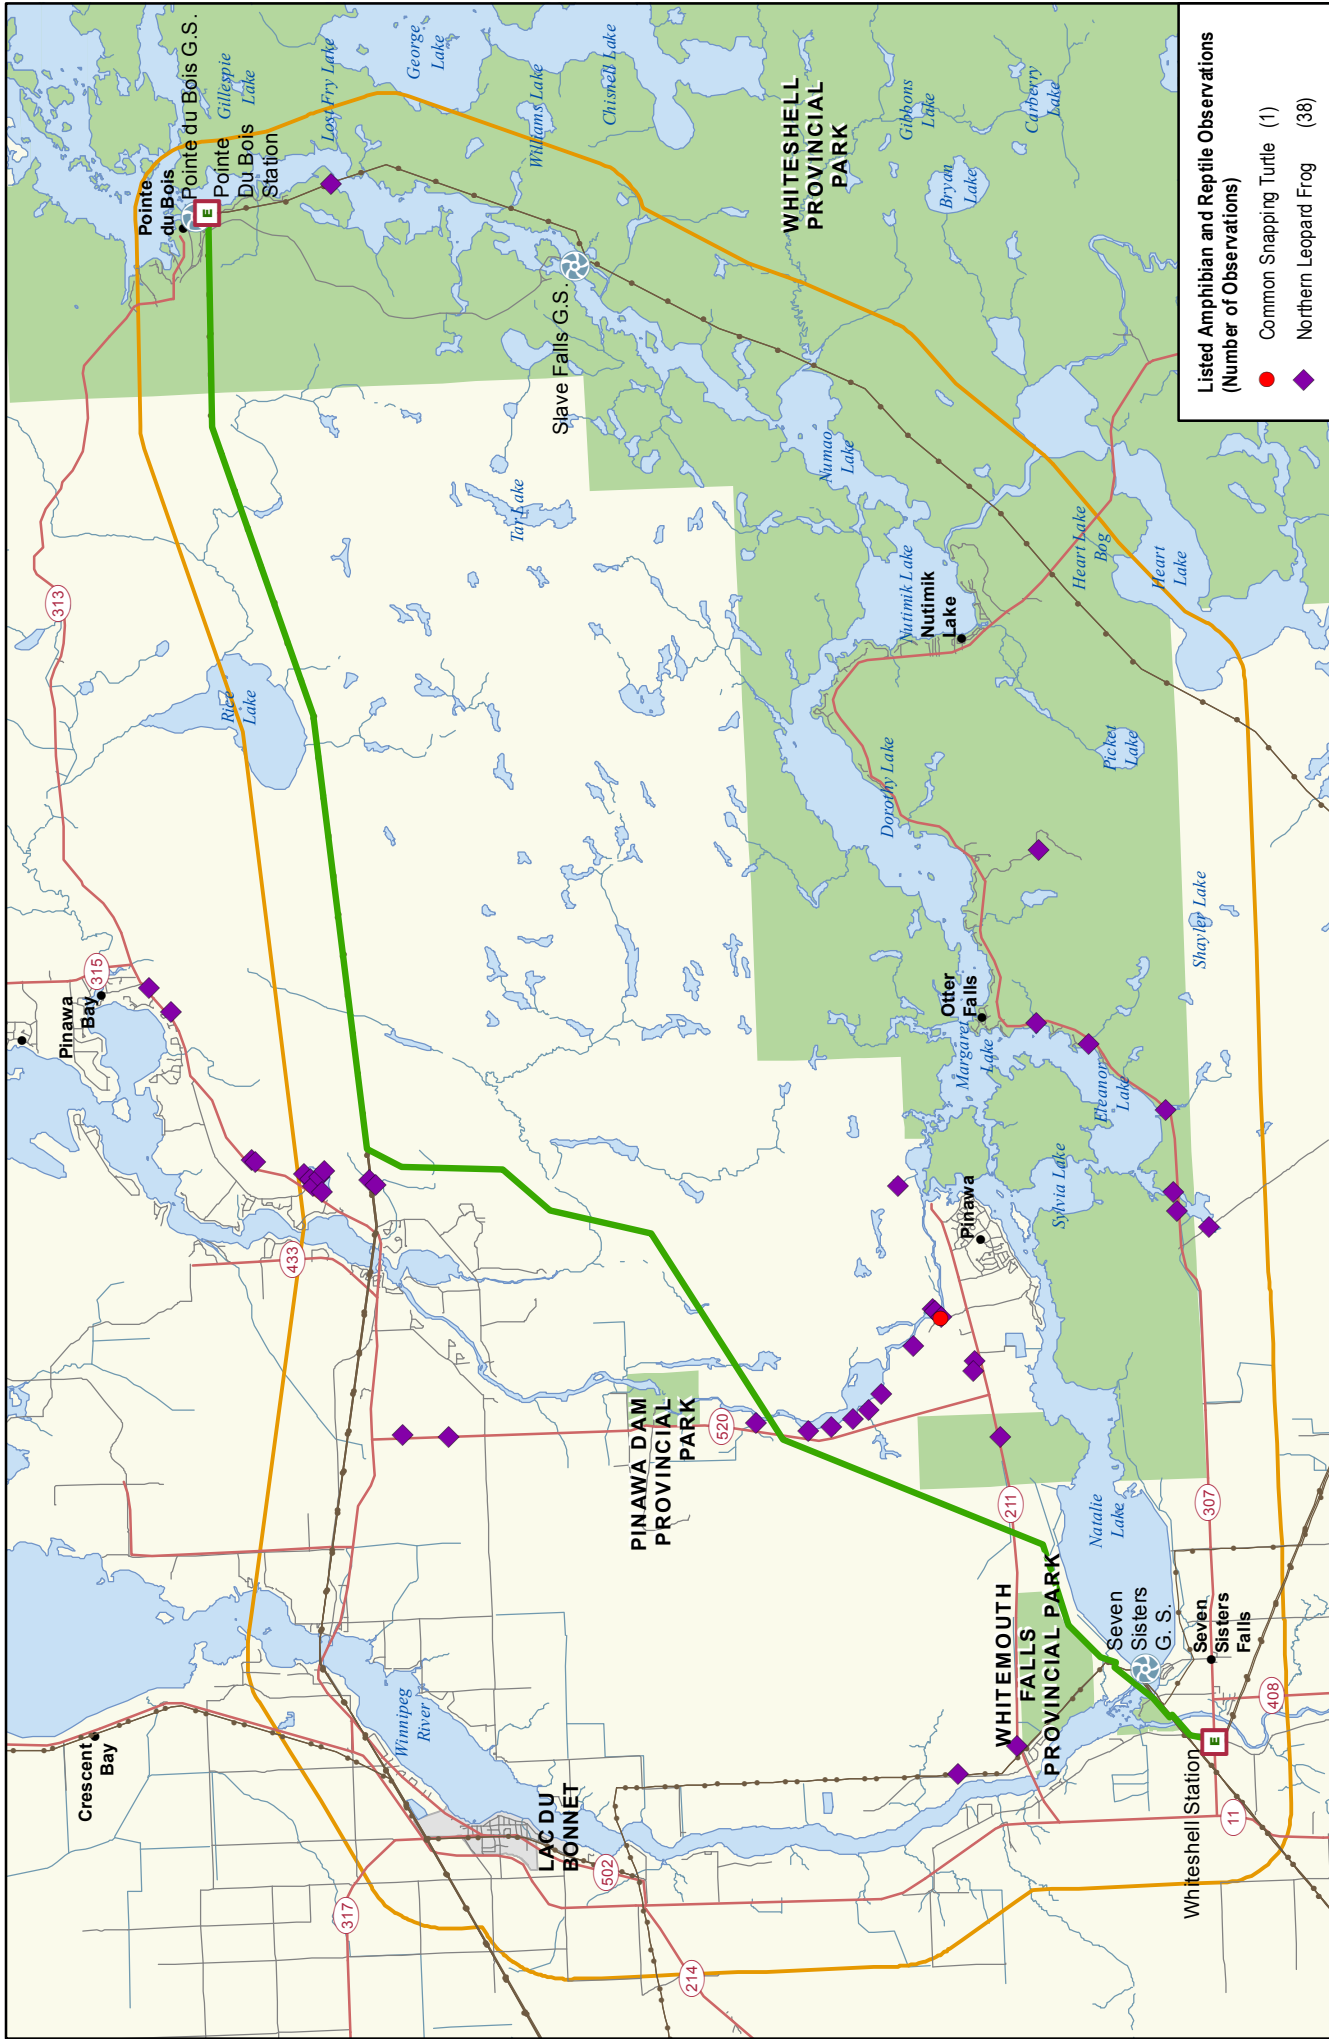 Crescent
Bay
Pinawa
Bay
315
313
Pointe
du Bois
Pointe du Bois G.S.
Pointe
Du Bois
Station
E
Gillespie
Lake
Lost Fry Lake
George
Lake
Williams Lake
Chisnell Lake
Rice
Lake
433
317
Winnipeg
River
LAC DU
BONNET
502
214
Tar Lake
Slave Falls G.S.
PINAWA DAM
PROVINCIAL
PARK
520
WHITESHELL
PROVINCIAL
PARK
Numao
Lake
Gibbons
Lake
Bryan
Lake
Carberry
Lake
Nutimik Lake
Nutimik
Lake
Dorothy Lake
Otter
Falls
Margaret
Lake
Pinawa
Sylvia Lake
Eleanor
Lake
Heart Lake
Bog
Heart
Lake
Picket
Lake
Shayler Lake
211
WHITEMOUTH
FALLS
PROVINCIAL PARK
Natalie
Lake
Seven
Sisters
G. S.
Seven
Sisters
Falls
307
408
Whiteshell Station
E
11
Listed Amphibian and Reptile Observations
(Number of Observations)
Common Snapping Turtle (1)
Northern Leopard Frog (38)